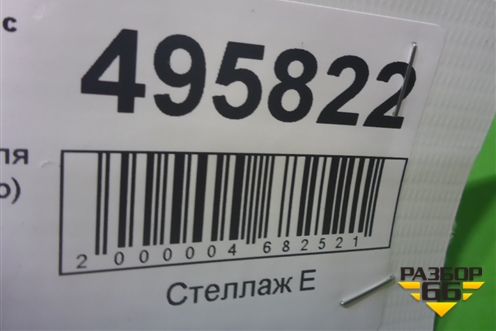 с
495822
ля
о)
2 000004 682521
Стеллаж Е
РАЗБОР
66